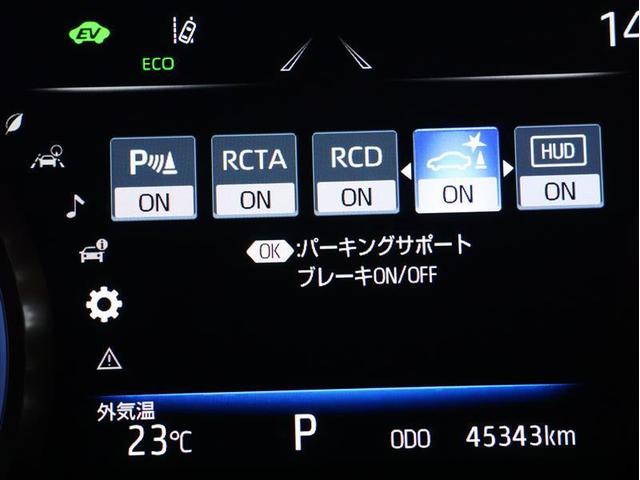 EV
ECO
14
P RCTA RCD HUD
ON ON ON ON ON
OK :パーキングサポート
ブレーキON/OFF
外気温
23℃ P ODO 45343km